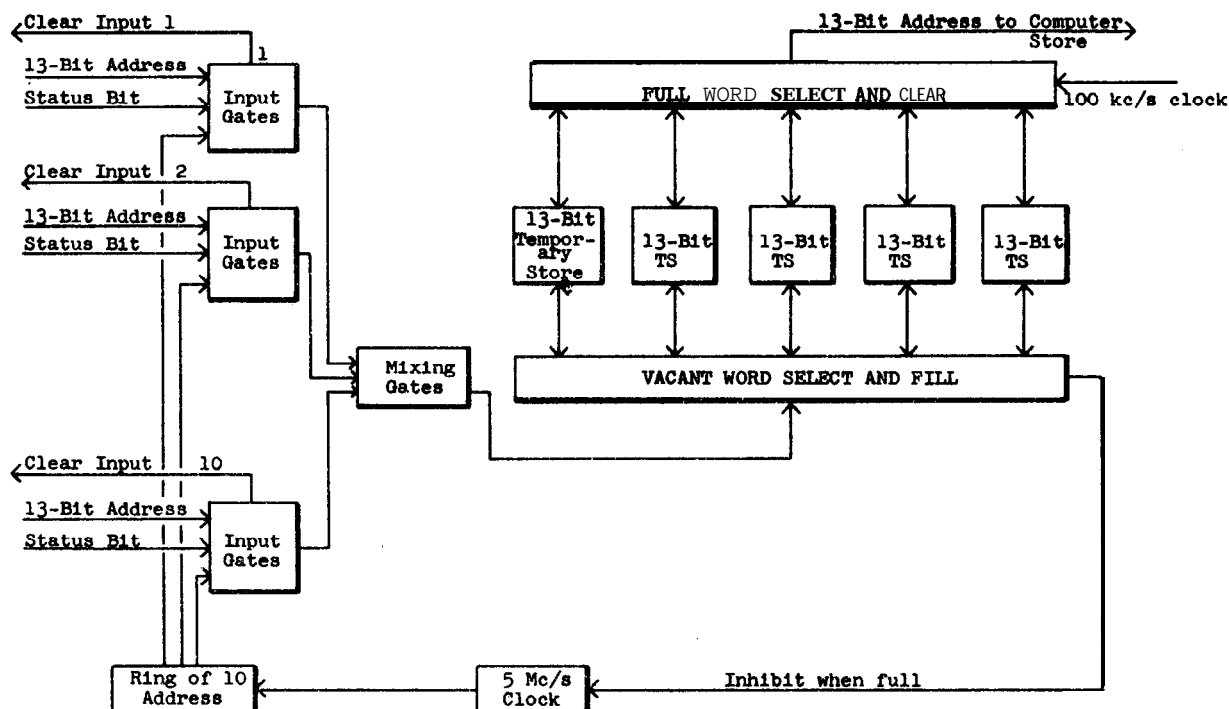 Clear Input 1
1
13-Bit Address
Status Bit
Input
Gates
Clear Input 2
13-Bit Address
Status Bit
Input
Gates
Mixing
Gates
Clear Input 10
13-Bit Address
Status Bit
Input
Gates
Ring of 10
Address
5 Mc/s
Clock
Inhibit when full
13-Bit Address to Computer
Store
FULL WORD SELECT AND CLEAR
100 kc/s clock
13-Bit
Tempor-
ary
Store
13-Bit
TS
13-Bit
TS
13-Bit
TS
13-Bit
TS
VACANT WORD SELECT AND FILL